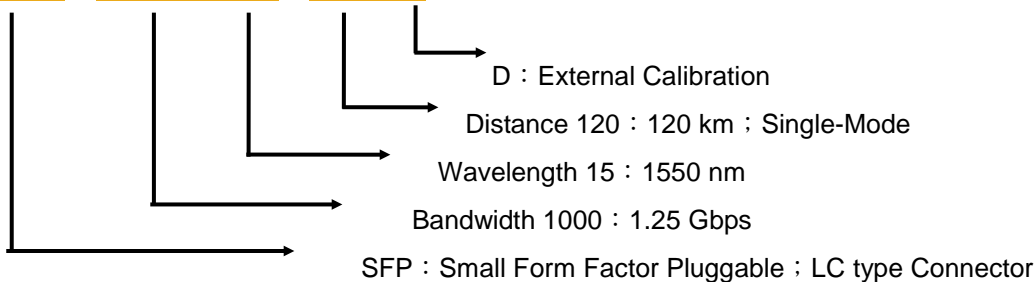 D：External Calibration
Distance 120：120 km；Single-Mode
Wavelength 15：1550 nm
Bandwidth 1000：1.25 Gbps
SFP：Small Form Factor Pluggable；LC type Connector